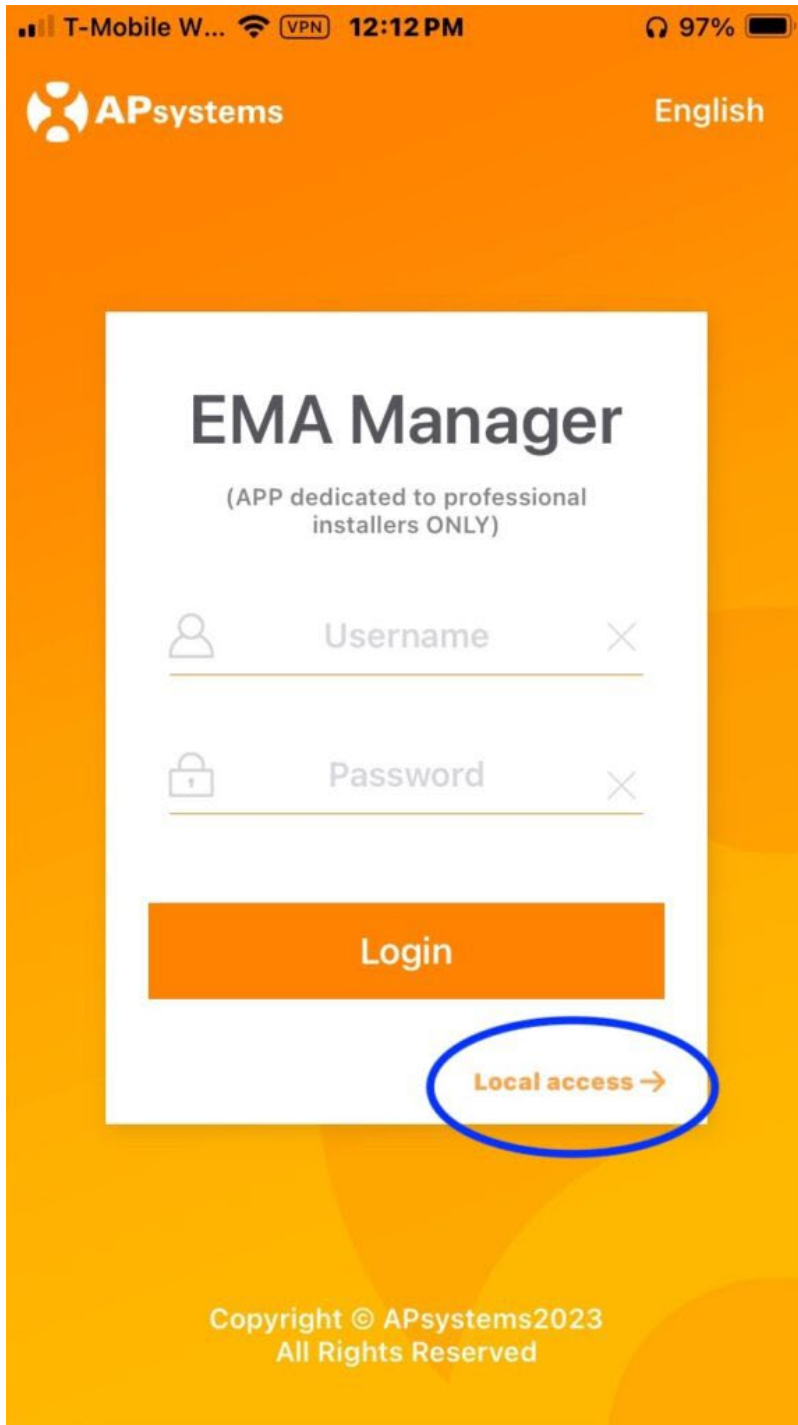 T-Mobile W... VPN 12:12 PM 97%
APsystems English
EMA Manager
(APP dedicated to professional
installers ONLY)
Username
Password
Login
Local access →
Copyright © APsystems2023
All Rights Reserved